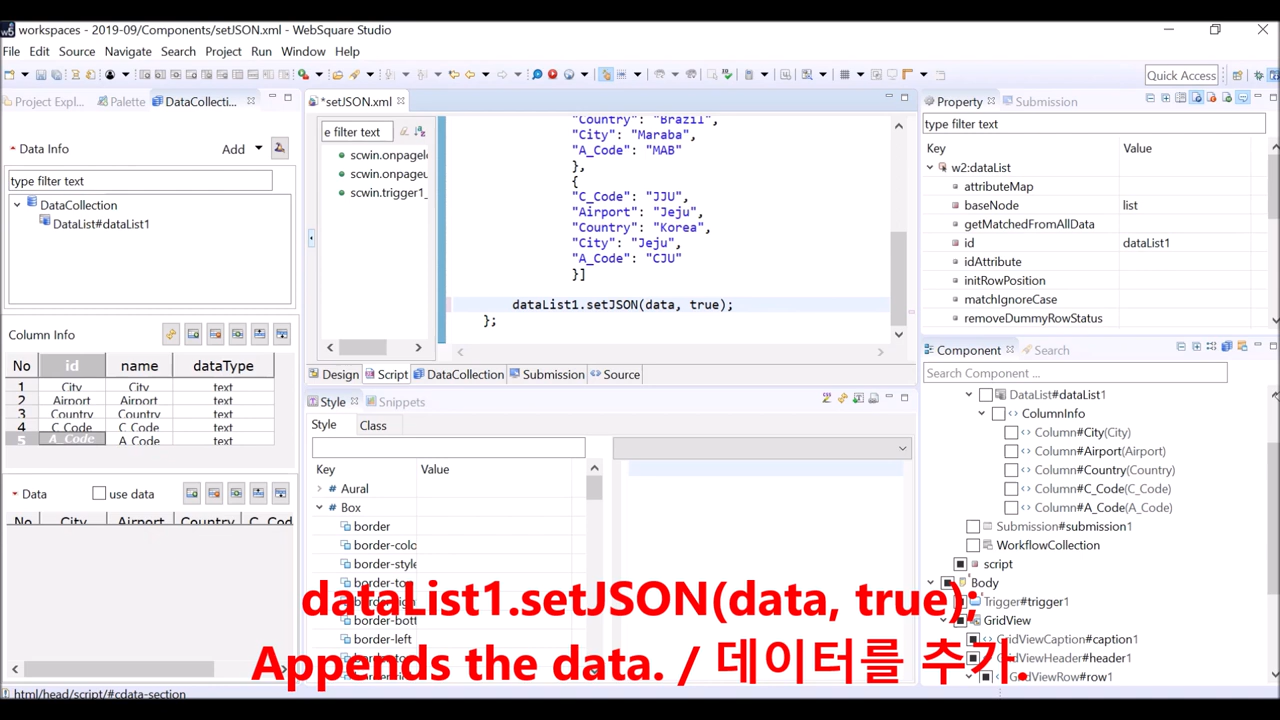 workspaces - 2019-09/Components/setJSON.xml - WebSquare Studio
File Edit Source Navigate Search Project Run Window Help
Quick Access
Project Expl... Palette DataCollecti...
Data Info Add
type filter text
DataCollection
DataList#dataList1
Column Info
No id name dataType
1 City City text
2 Airport Airport text
3 Country Country text
4 C_Code C_Code text
5 A_Code A_Code text
Data use data
No City Airport Country C_Cod
*setJSON.xml
e filter text
scwin.onpagelo
scwin.onpageu
scwin.trigger1_
"Country": "Brazil",
"City": "Maraba",
"A_Code": "MAB"
},
{
"C_Code": "JJU",
"Airport": "Jeju",
"Country": "Korea",
"City": "Jeju",
"A_Code": "CJU"
}]
dataList1.setJSON(data, true);
};
Design Script DataCollection Submission Source
Style Snippets
Style Class
Key Value
Aural
Box
border
border-colo
border-style
border-top
border-bott
border-left
Property Submission
type filter text
Key Value
w2:dataList
attributeMap
baseNode list
getMatchedFromAllData
id dataList1
idAttribute
initRowPosition
matchIgnoreCase
removeDummyRowStatus
Component Search
Search Component ...
DataList#dataList1
ColumnInfo
Column#City(City)
Column#Airport(Airport)
Column#Country(Country)
Column#C_Code(C_Code)
Column#A_Code(A_Code)
Submission#submission1
WorkflowCollection
script
Body
Trigger#trigger1
GridView
GridViewCaption#caption1
GridViewHeader#header1
GridViewRow#row1
dataList1.setJSON(data, true);
Appends the data. / 데이터를 추가.
html/head/script/#cdata-section